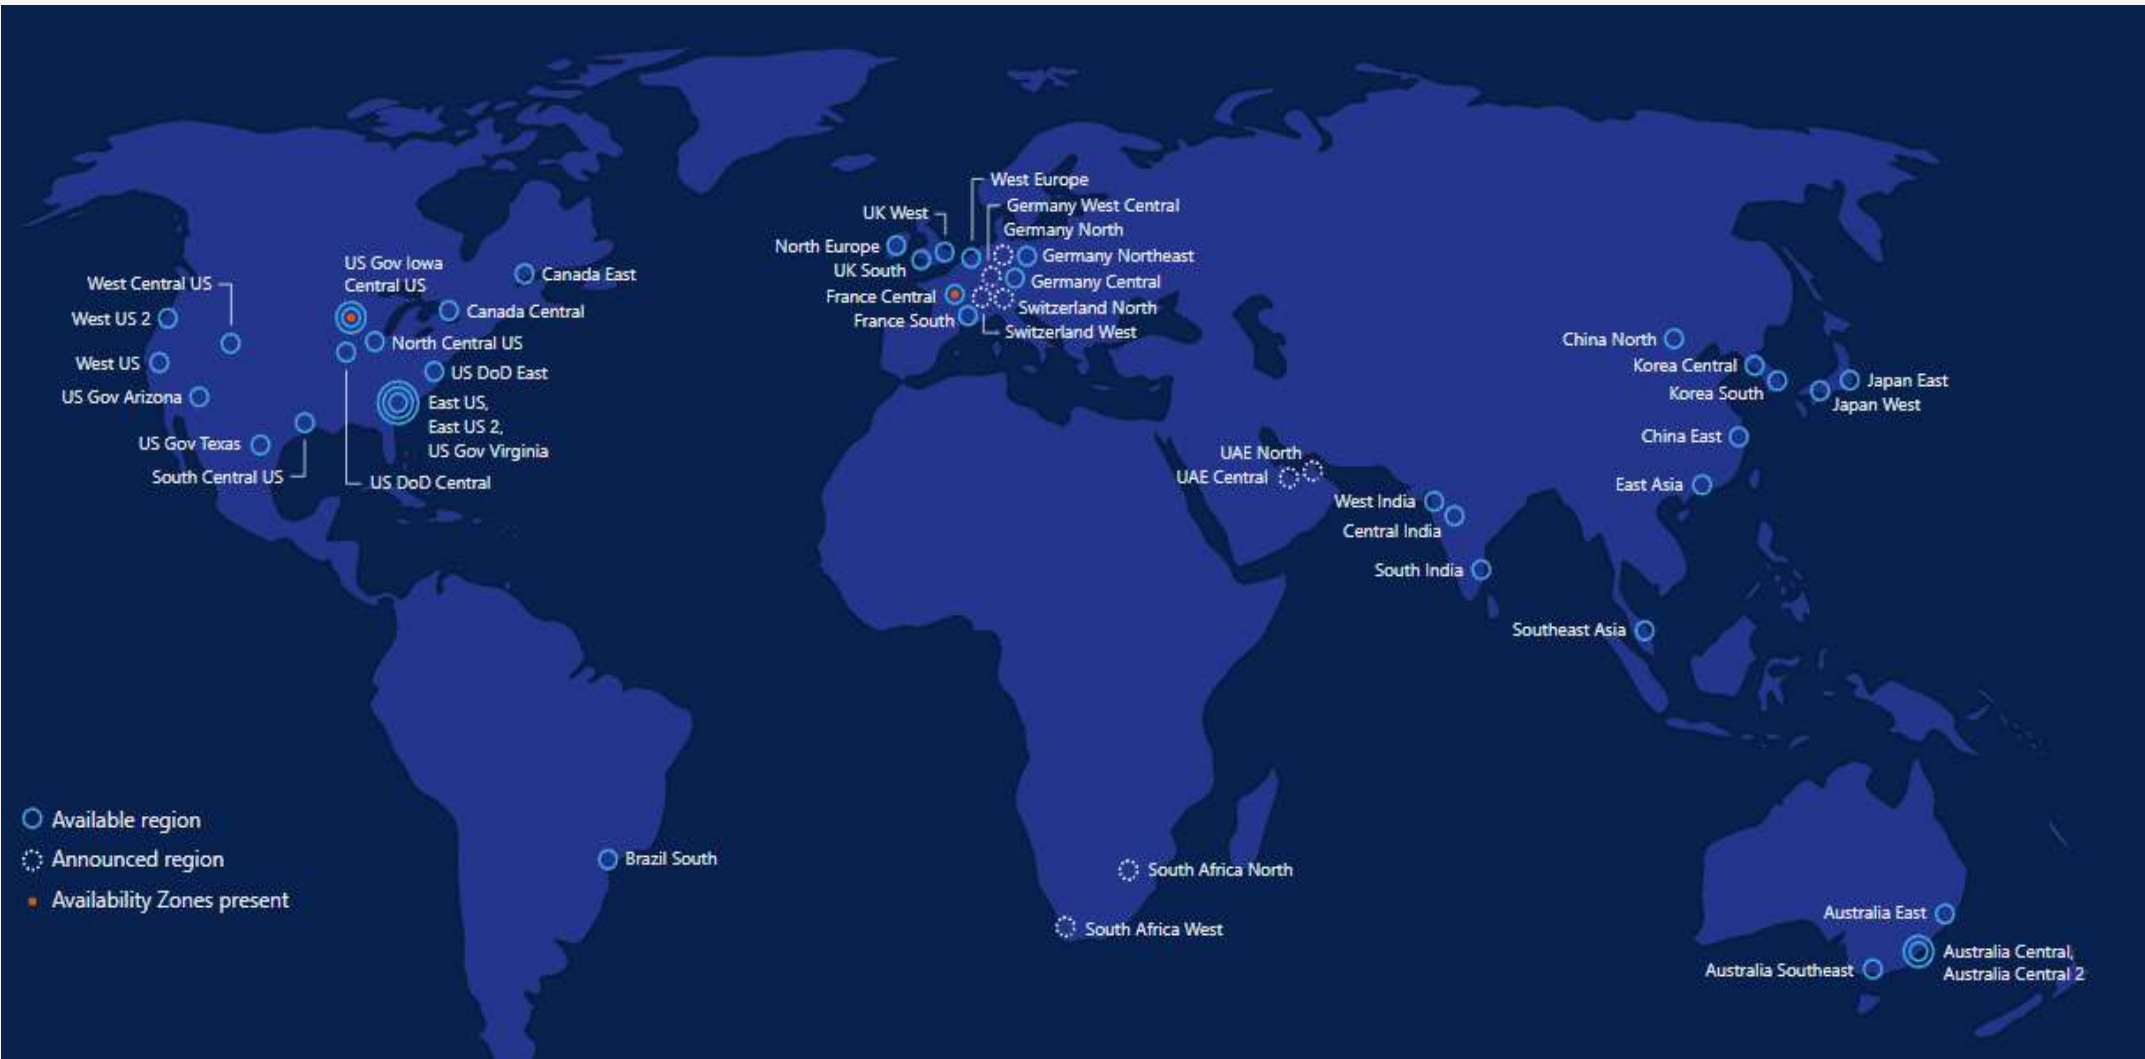 West Europe
Germany West Central
UK West
Germany North
North Europe
Germany Northeast
UK South
Germany Central
France Central
Switzerland North
France South
Switzerland West
US Gov Iowa
Central US
Canada East
West Central US
Canada Central
West US 2
North Central US
West US
US DoD East
US Gov Arizona
East US,
East US 2,
US Gov Virginia
US Gov Texas
South Central US
US DoD Central
China North
Korea Central
Korea South
Japan East
Japan West
China East
East Asia
UAE North
UAE Central
West India
Central India
South India
Southeast Asia
Available region
Announced region
Availability Zones present
Brazil South
South Africa North
South Africa West
Australia East
Australia Central,
Australia Central 2
Australia Southeast